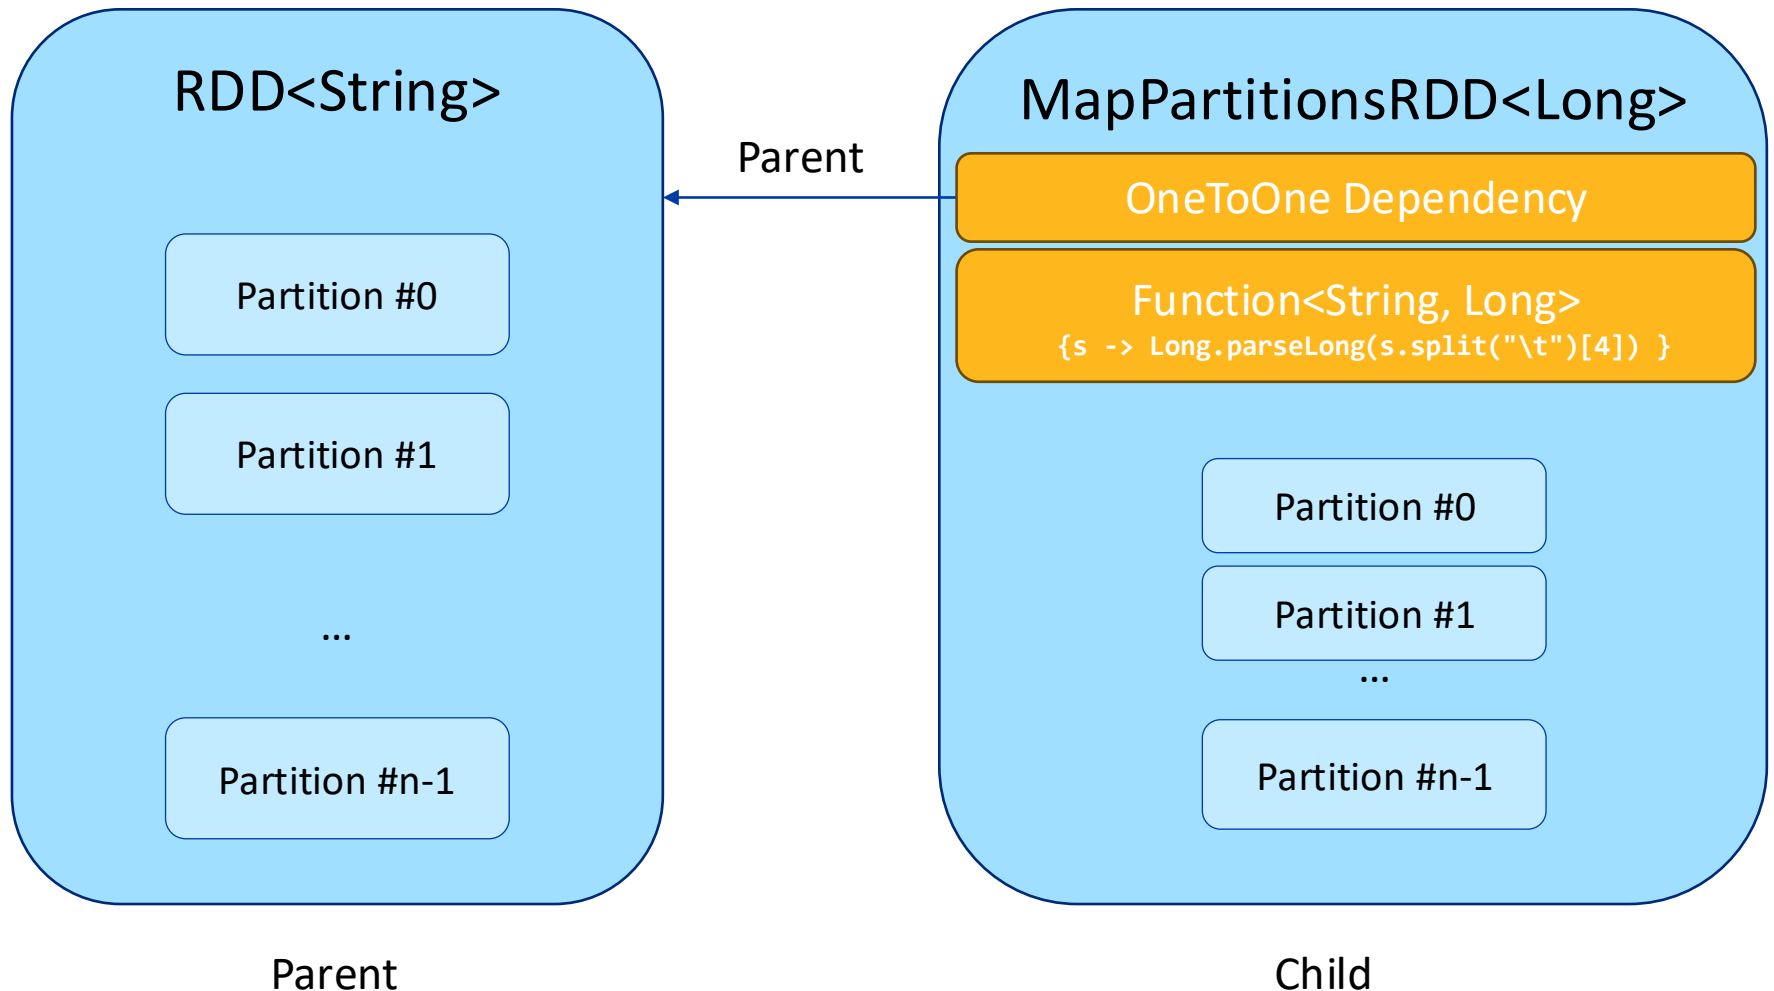 RDD<String>
Partition #0
Partition #1
...
Partition #n-1
Parent
Parent
MapPartitionsRDD<Long>
OneToOne Dependency
Function<String, Long>
{s -> Long.parseLong(s.split("\t")[4]) }
Partition #0
Partition #1
...
Partition #n-1
Child